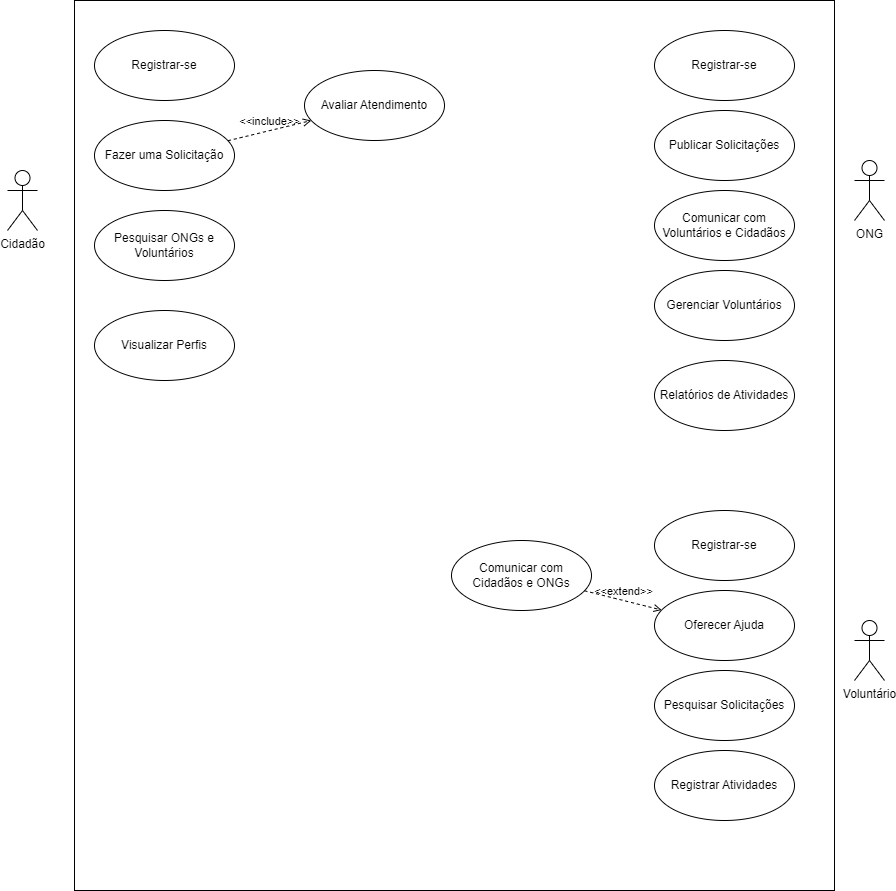 Registrar-se
Avaliar Atendimento
<<include>>
Fazer uma Solicitação
Cidadão
Pesquisar ONGs e
Voluntários
Visualizar Perfis
Registrar-se
Publicar Solicitações
Comunicar com
Voluntários e Cidadãos
ONG
Gerenciar Voluntários
Relatórios de Atividades
Registrar-se
Comunicar com
Cidadãos e ONGs
<<extend>>
Oferecer Ajuda
Voluntário
Pesquisar Solicitações
Registrar Atividades